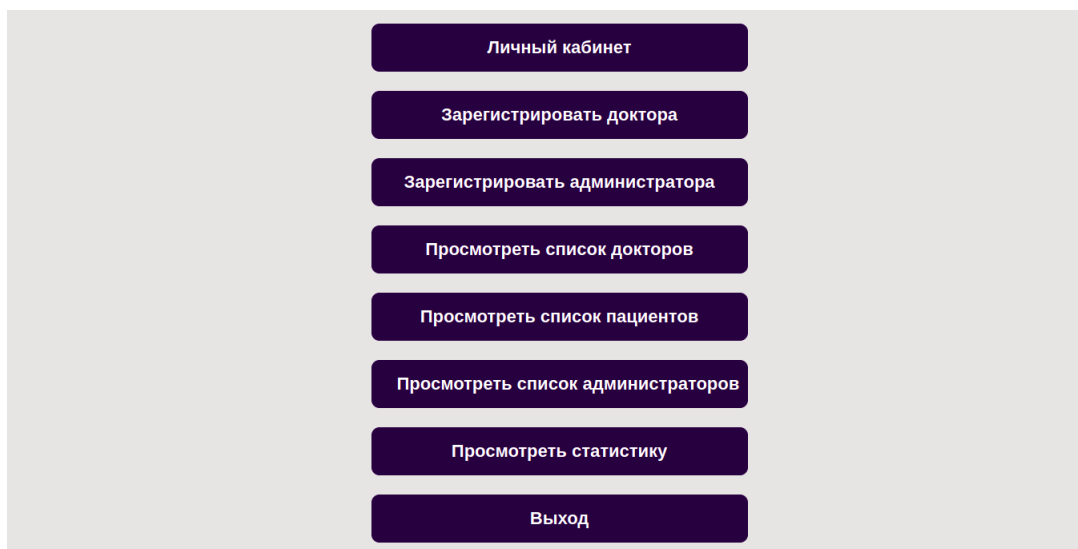 Личный кабинет
Зарегистрировать доктора
Зарегистрировать администратора
Просмотреть список докторов
Просмотреть список пациентов
Просмотреть список администраторов
Просмотреть статистику
Выход